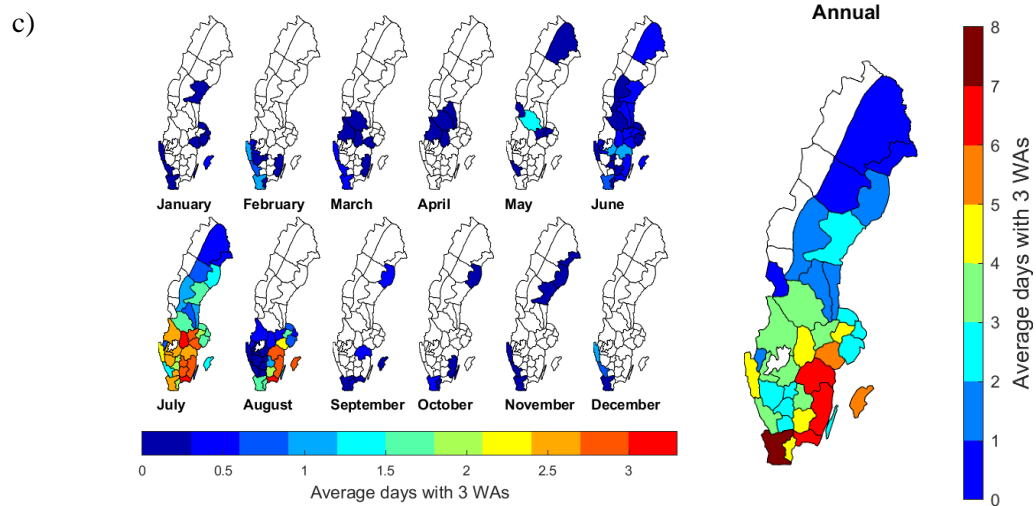 c)
Annual
January February March April May June
July August September October November December
0 0.5 1 1.5 2 2.5 3
Average days with 3 WAs
8
7
6
5
4
3
2
1
0
Average days with 3 WAs